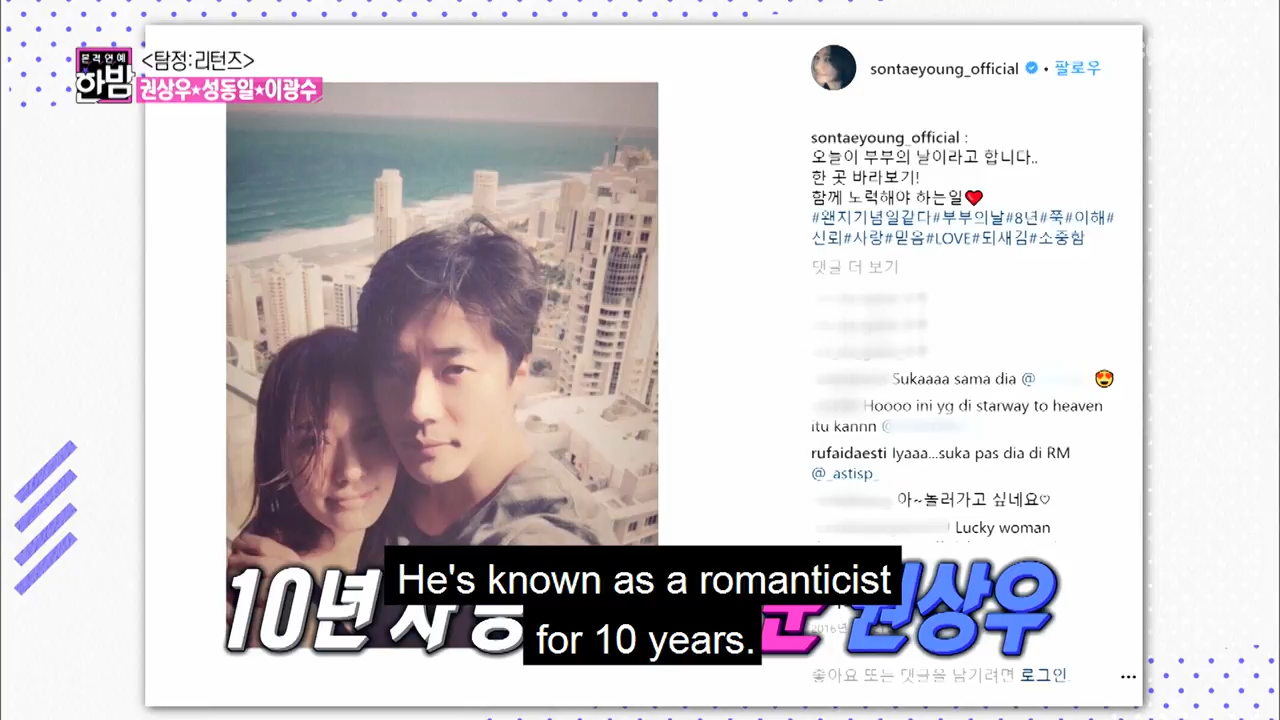 본격연예
한밤
<탐정:리턴즈>
권상우★성동일★이광수
sontaeyoung_official • 팔로우
sontaeyoung_official :
오늘이 부부의 날이라고 합니다..
한 곳 바라보기!
함께 노력해야 하는일❤️
#왠지기념일같다#부부의날#8년#쭉#이해#
신뢰#사랑#믿음#LOVE#되새김#소중함
댓글 더 보기
Sukaaaa sama dia @ 😍
Hoooo ini yg di starway to heaven
itu kannn @
rufaidaesti Iyaaa...suka pas dia di RM
@_astisp_
아~놀러가고 싶네요♡
Lucky woman
He's known as a romanticist
for 10 years.
10년 권상우
2016년
좋아요 또는 댓글을 남기려면 로그인.